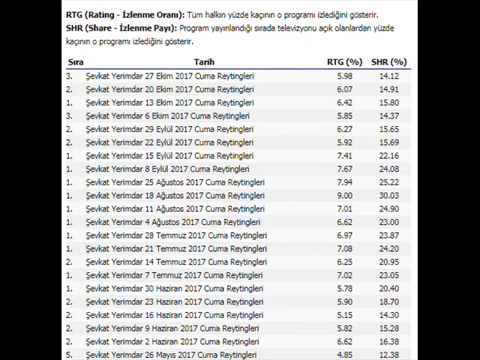 RTG (Rating - İzlenme Oranı): Tüm halkın yüzde kaçının o programı izlediğini gösterir.
SHR (Share - İzlenme Payı): Program yayınlandığı sırada televizyonu açık olanlardan yüzde
kaçının o programı izlediğini gösterir.
Sıra Tarih RTG (%) SHR (%)
3. Şevkat Yerimdar 27 Ekim 2017 Cuma Reytingleri 5.98 14.12
2. Şevkat Yerimdar 20 Ekim 2017 Cuma Reytingleri 6.07 14.91
1. Şevkat Yerimdar 13 Ekim 2017 Cuma Reytingleri 6.42 15.80
3. Şevkat Yerimdar 6 Ekim 2017 Cuma Reytingleri 5.85 14.37
2. Şevkat Yerimdar 29 Eylül 2017 Cuma Reytingleri 6.27 15.65
2. Şevkat Yerimdar 22 Eylül 2017 Cuma Reytingleri 5.92 15.69
1. Şevkat Yerimdar 15 Eylül 2017 Cuma Reytingleri 7.41 22.16
1. Şevkat Yerimdar 8 Eylül 2017 Cuma Reytingleri 7.67 24.08
1. Şevkat Yerimdar 25 Ağustos 2017 Cuma Reytingleri 7.94 25.22
1. Şevkat Yerimdar 18 Ağustos 2017 Cuma Reytingleri 9.00 30.03
1. Şevkat Yerimdar 11 Ağustos 2017 Cuma Reytingleri 7.01 24.90
1. Şevkat Yerimdar 4 Ağustos 2017 Cuma Reytingleri 6.62 23.00
1. Şevkat Yerimdar 28 Temmuz 2017 Cuma Reytingleri 6.97 23.87
1. Şevkat Yerimdar 21 Temmuz 2017 Cuma Reytingleri 7.08 24.20
2. Şevkat Yerimdar 14 Temmuz 2017 Cuma Reytingleri 6.25 20.95
1. Şevkat Yerimdar 7 Temmuz 2017 Cuma Reytingleri 7.02 23.05
1. Şevkat Yerimdar 30 Haziran 2017 Cuma Reytingleri 5.78 20.40
2. Şevkat Yerimdar 23 Haziran 2017 Cuma Reytingleri 5.90 18.70
2. Şevkat Yerimdar 16 Haziran 2017 Cuma Reytingleri 5.15 14.30
2. Şevkat Yerimdar 9 Haziran 2017 Cuma Reytingleri 5.82 15.28
2. Şevkat Yerimdar 2 Haziran 2017 Cuma Reytingleri 6.62 16.38
5. Şevkat Yerimdar 26 Mayıs 2017 Cuma Reytingleri 4.85 12.38